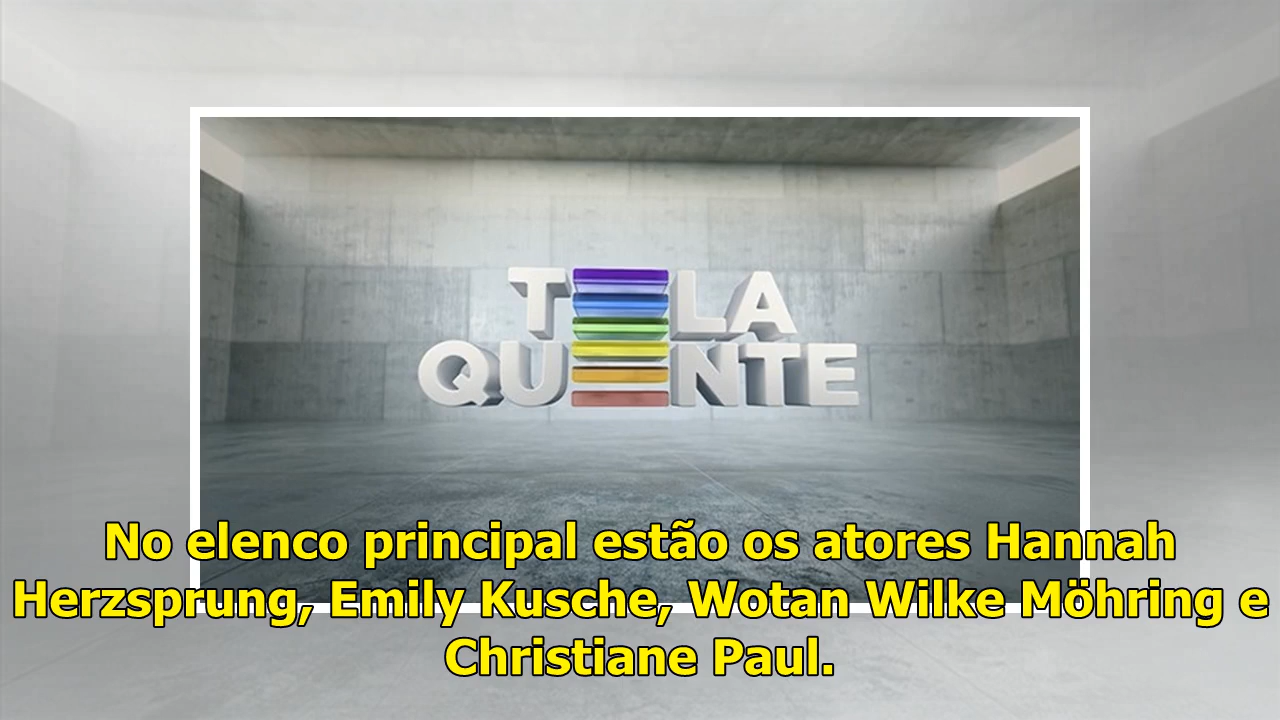 TELA
QUENTE
No elenco principal estão os atores Hannah
Herzsprung, Emily Kusche, Wotan Wilke Möhring e
Christiane Paul.